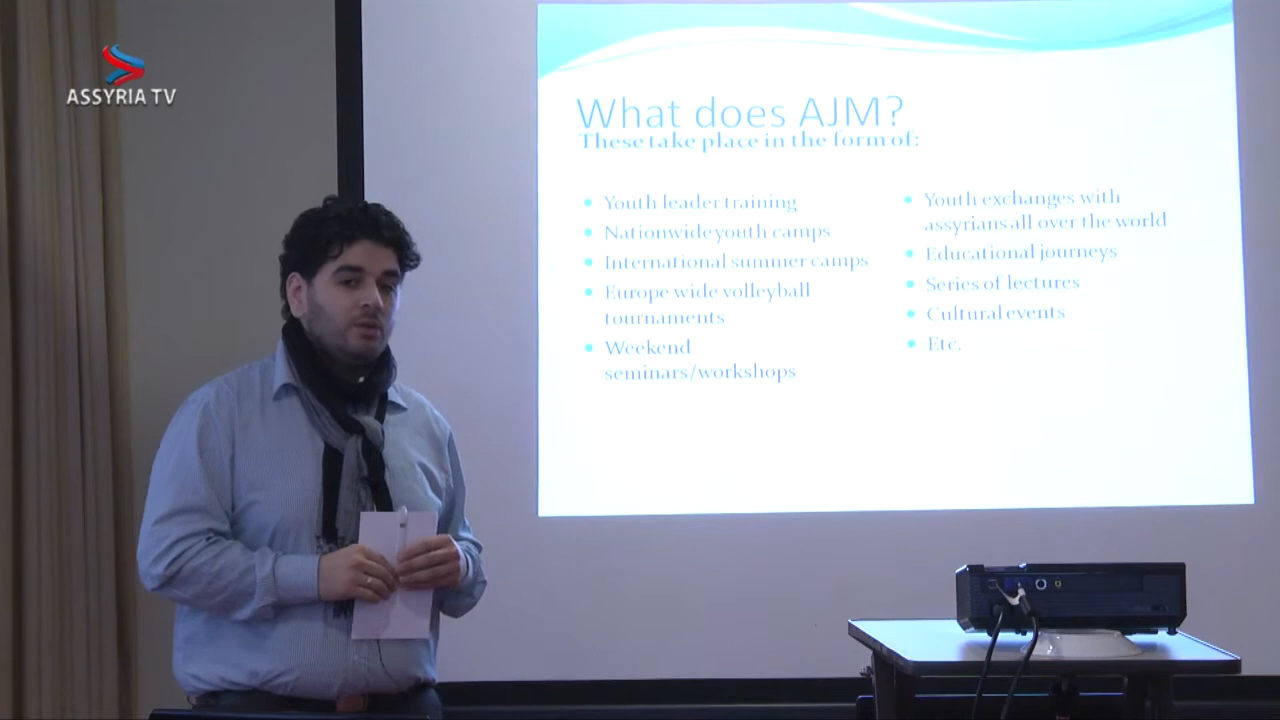 ASSYRIA TV
What does AJM?
These take place in the form of:
Youth leader training
Nationwide youth camps
International summer camps
Europe wide volleyball
tournaments
Weekend
seminars/workshops
Youth exchanges with
assyrians all over the world
Educational journeys
Series of lectures
Cultural events
Etc.